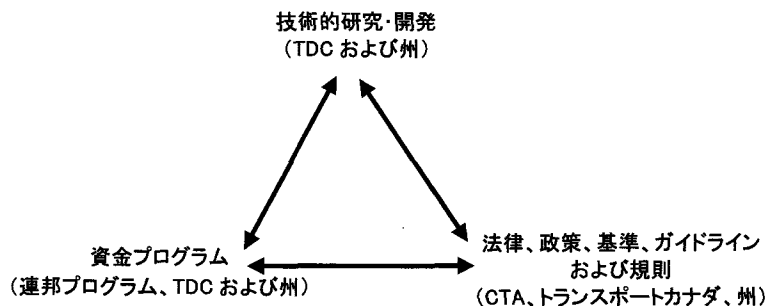 技術的研究・開発
(TDC および州)
資金プログラム
(連邦プログラム、TDC および州)
法律、政策、基準、ガイドライン
および規則
(CTA、トランスポートカナダ、州)